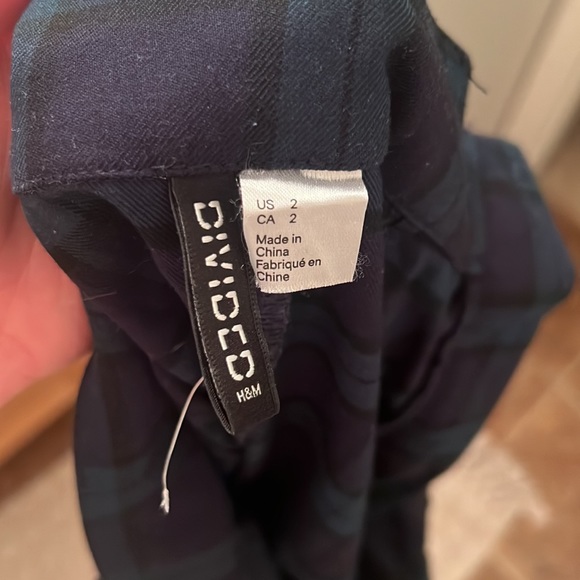 DIVIDED
H&M
US 2
CA 2
Made in
China
Fabriqué en
Chine